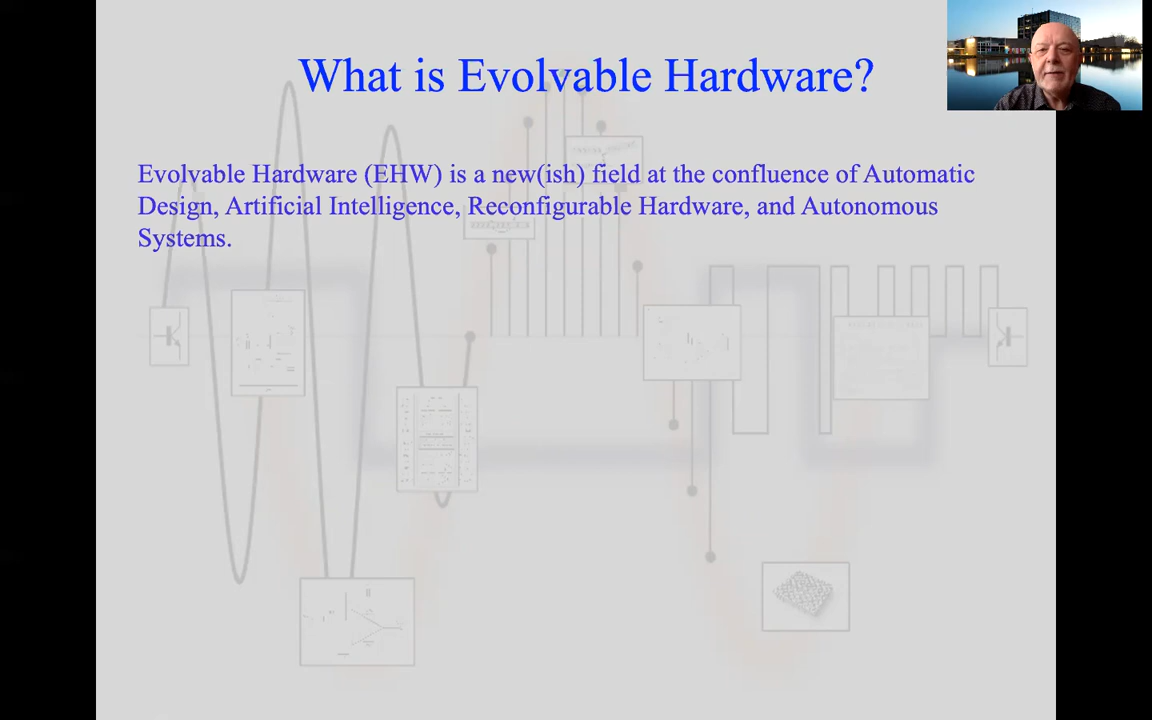 What is Evolvable Hardware?
Evolvable Hardware (EHW) is a new(ish) field at the confluence of Automatic
Design, Artificial Intelligence, Reconfigurable Hardware, and Autonomous
Systems.